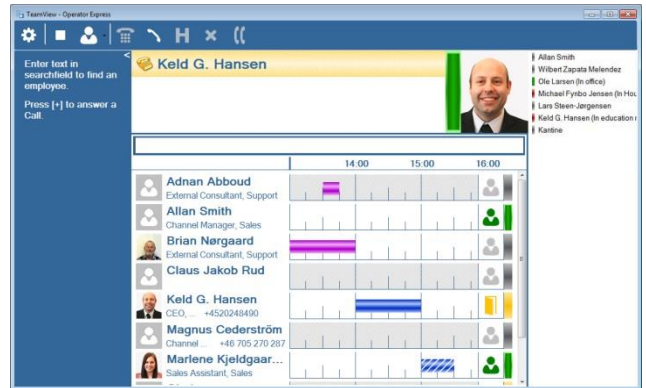 TeamView - Operator Express
H
Enter text in
searchfield to find an
employee.
Press [+] to answer a
Call.
Keld G. Hansen
Allan Smith
Wilbert Zapata Melendez
Ole Larsen (In office)
Michael Fynbo Jensen (In Hou
Lars Steen-Jørgensen
Keld G. Hansen (In education
Kantine
14:00 15:00 16:00
Adnan Abboud
External Consultant, Support
Allan Smith
Channel Manager, Sales
Brian Nørgaard
External Consultant, Support
Claus Jakob Rud
Keld G. Hansen
CEO, ... +4520248490
Magnus Cederström
Channel ... +46 705 270 287
Marlene Kjeldgaar...
Sales Assistant, Sales